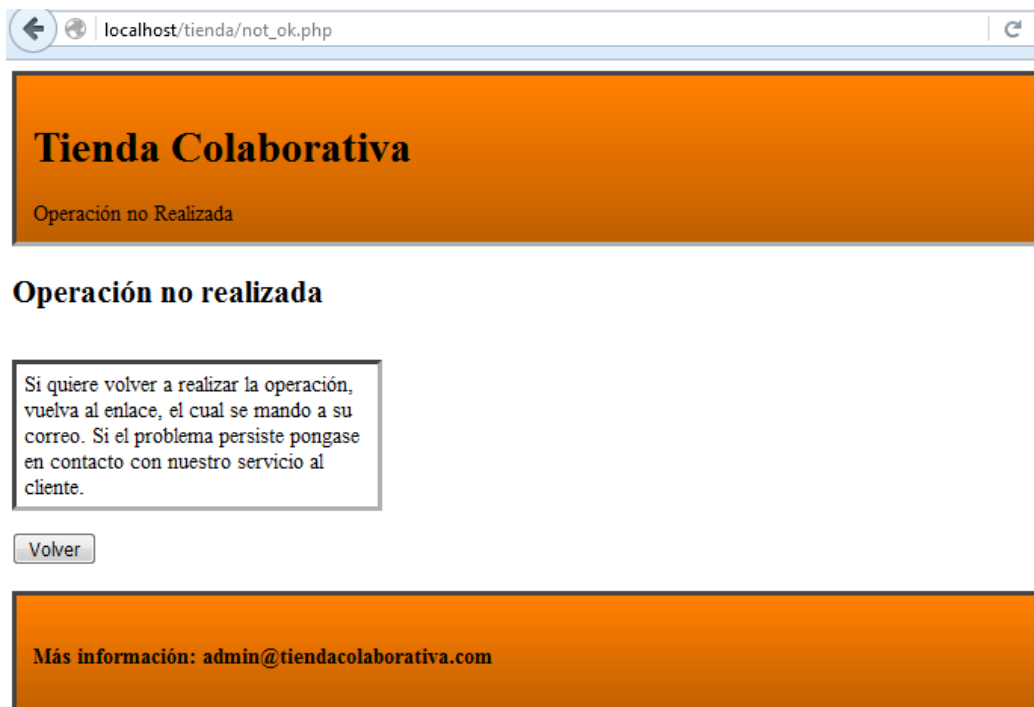 localhost/tienda/not_ok.php
Tienda Colaborativa
Operación no Realizada
Operación no realizada
Si quiere volver a realizar la operación,
vuelva al enlace, el cual se mando a su
correo. Si el problema persiste pongase
en contacto con nuestro servicio al
cliente.
Volver
Más información: admin@tiendacolaborativa.com